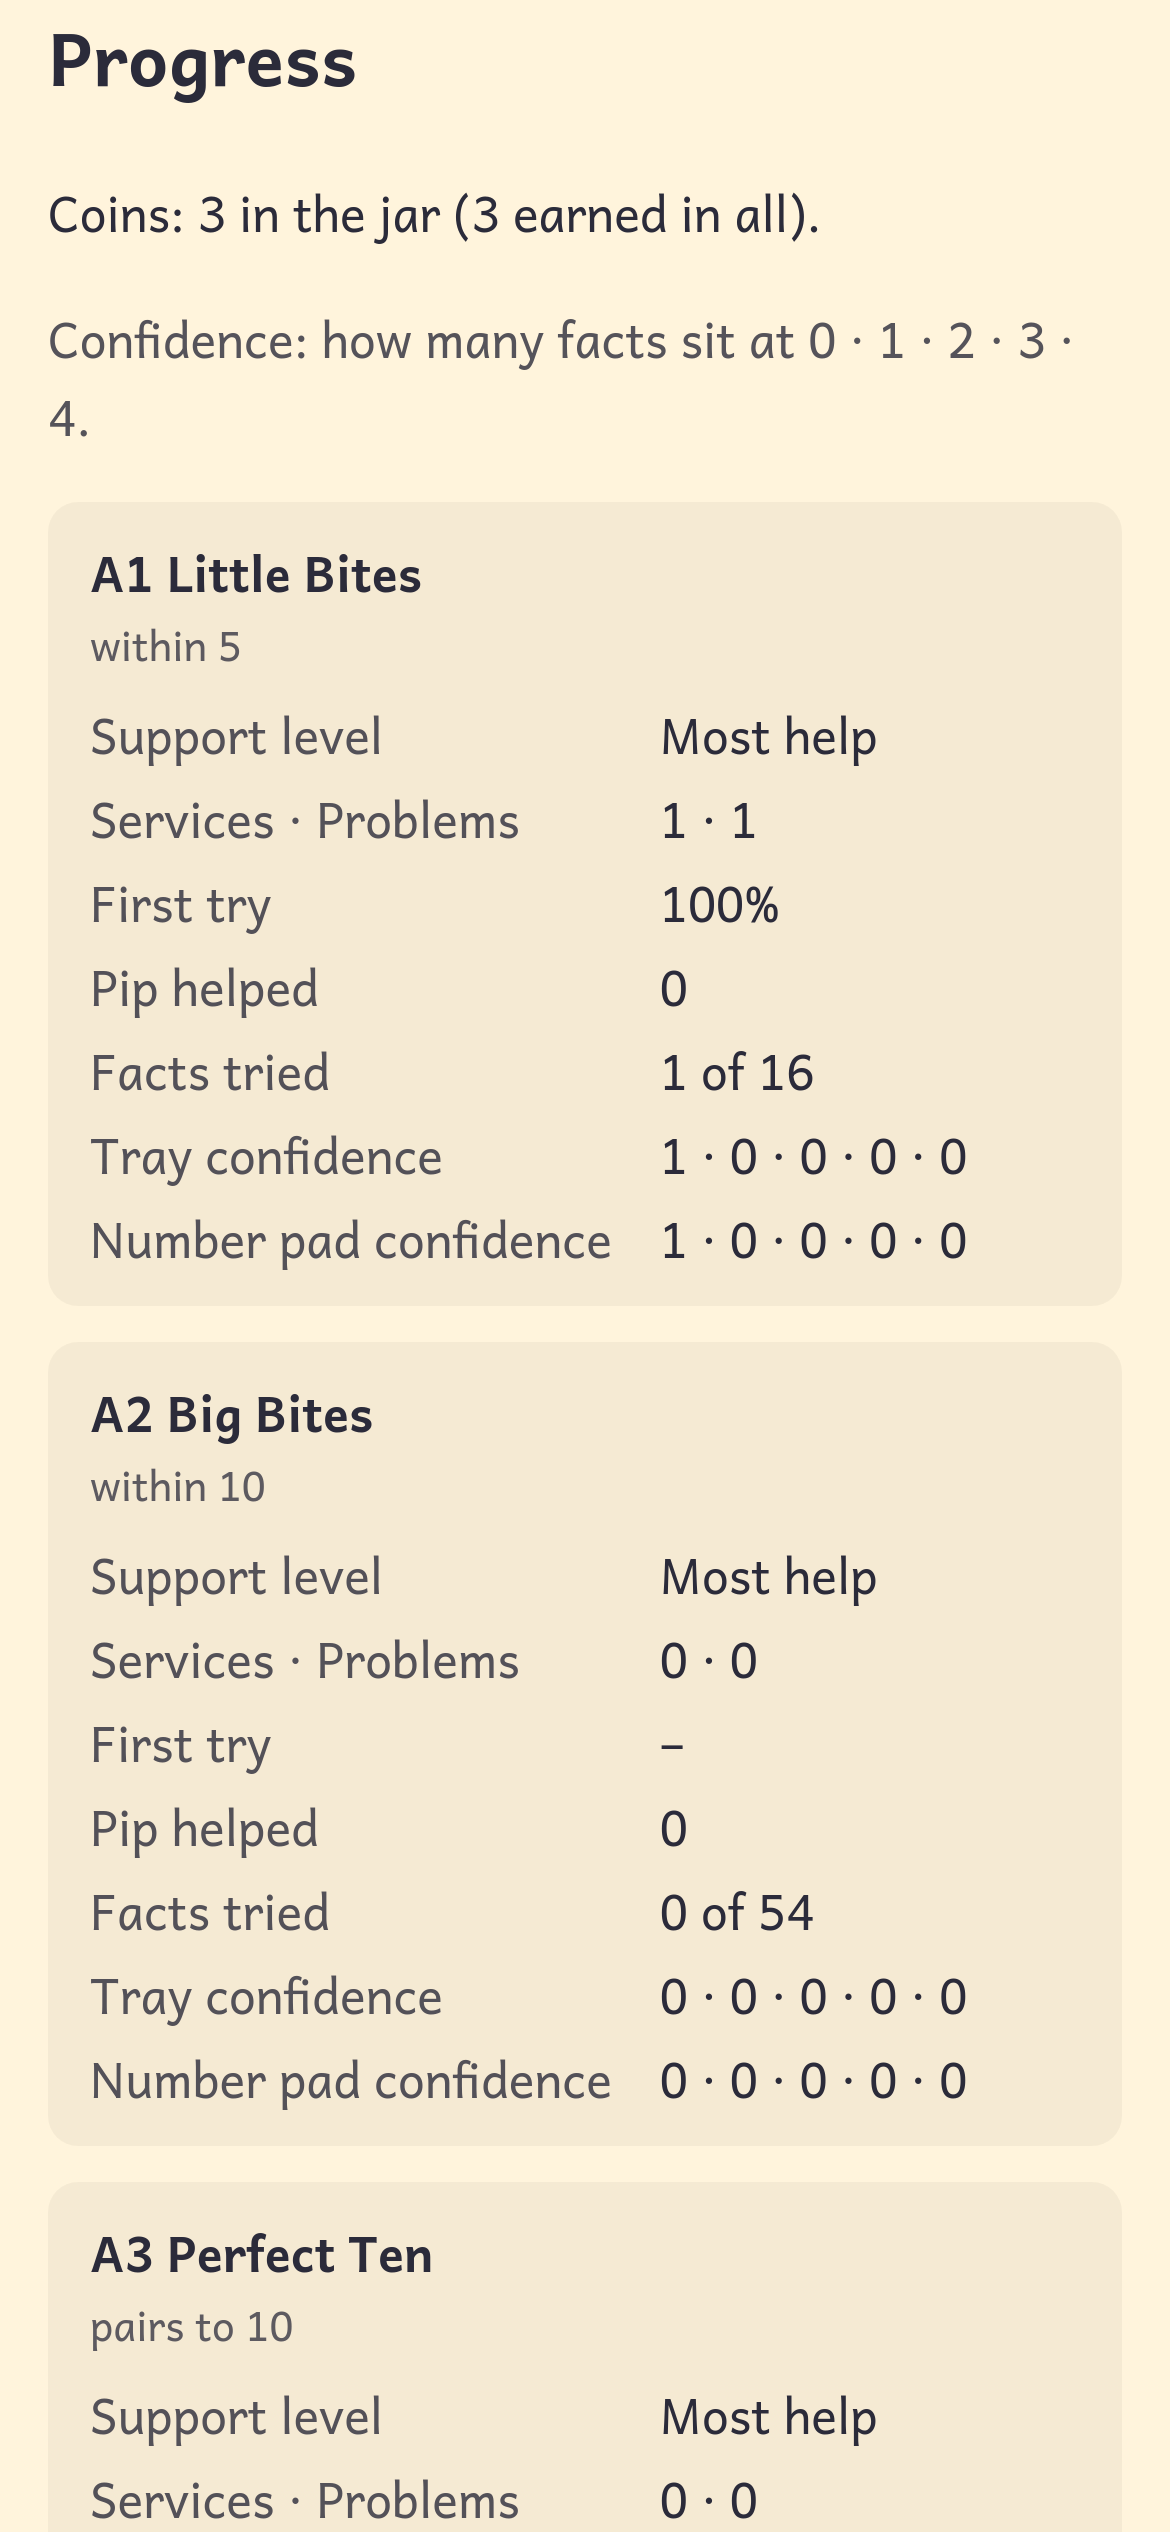 Progress
Coins: 3 in the jar (3 earned in all).
Confidence: how many facts sit at 0 · 1 · 2 · 3 ·
4.
A1 Little Bites
within 5
Support level Most help
Services · Problems 1 · 1
First try 100%
Pip helped 0
Facts tried 1 of 16
Tray confidence 1 · 0 · 0 · 0 · 0
Number pad confidence 1 · 0 · 0 · 0 · 0
A2 Big Bites
within 10
Support level Most help
Services · Problems 0 · 0
First try –
Pip helped 0
Facts tried 0 of 54
Tray confidence 0 · 0 · 0 · 0 · 0
Number pad confidence 0 · 0 · 0 · 0 · 0
A3 Perfect Ten
pairs to 10
Support level Most help
Services · Problems 0 · 0